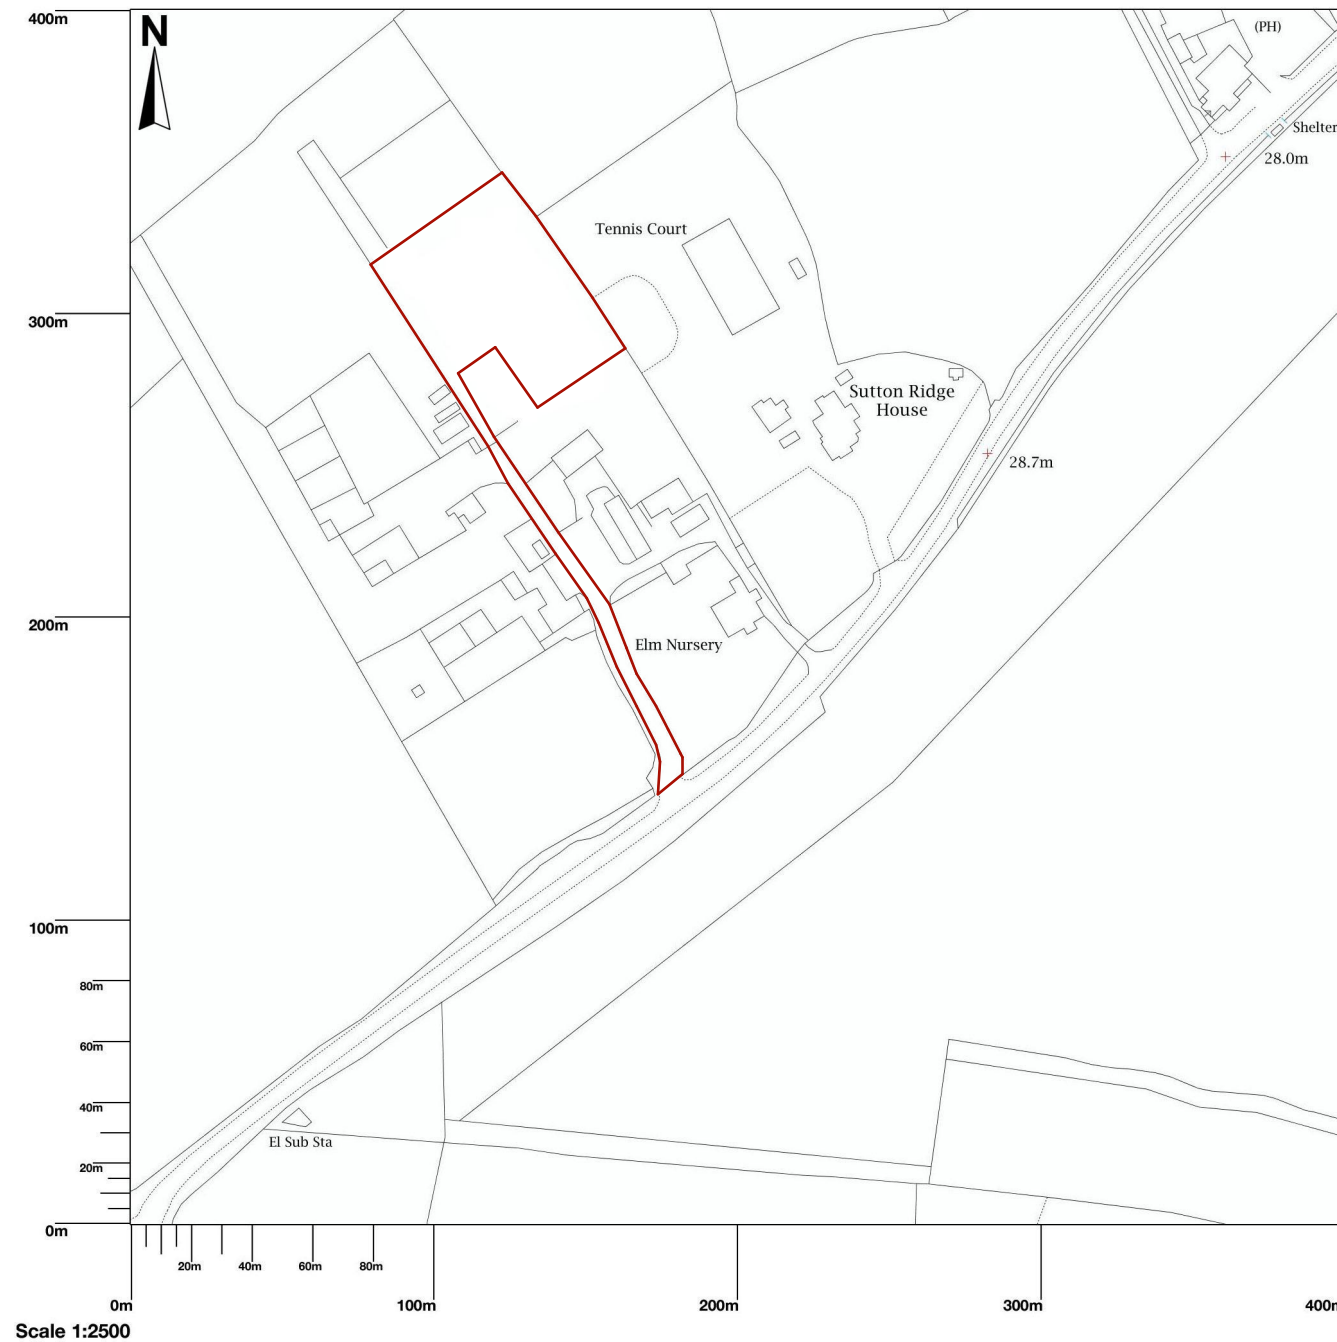 400m
N
(PH)
Shelter
28.0m
Tennis Court
300m
Sutton Ridge
House
28.7m
200m
Elm Nursery
100m
80m
60m
40m
El Sub Sta
20m
0m
20m
40m
60m
80m
0m
100m
200m
300m
400m
Scale 1:2500